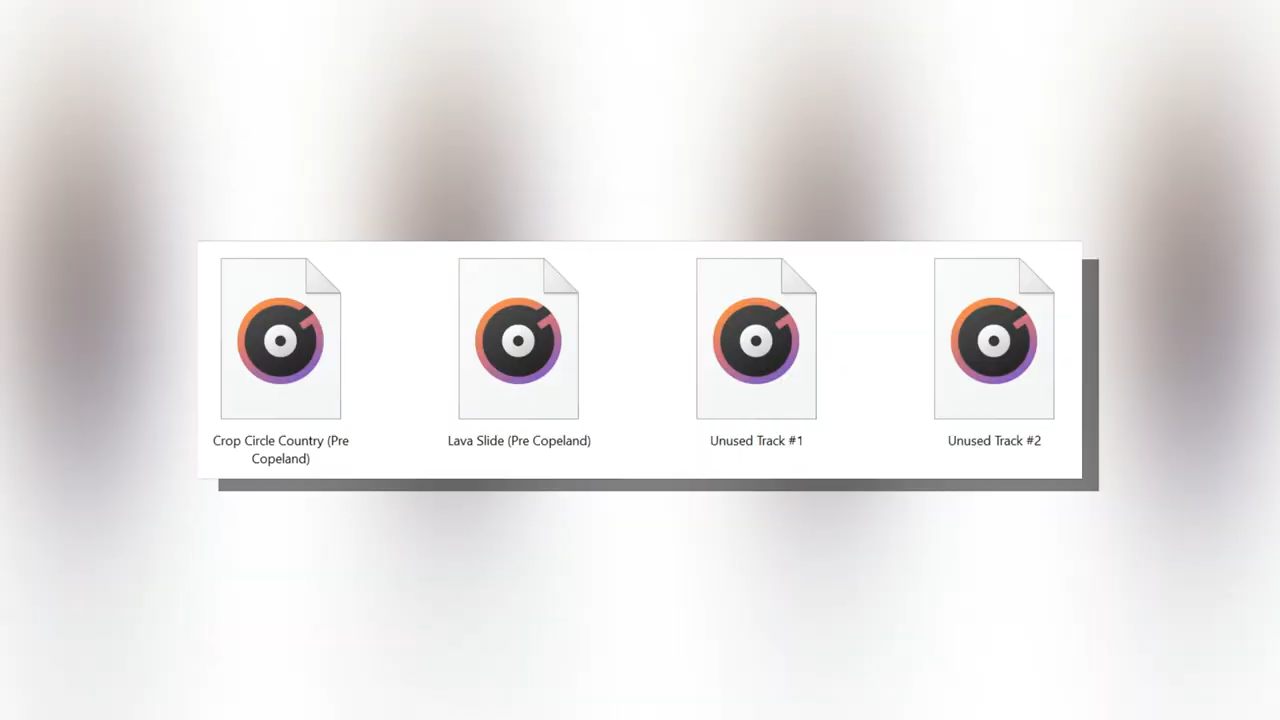 Crop Circle Country (Pre
Copeland)
Lava Slide (Pre Copeland)
Unused Track #1
Unused Track #2